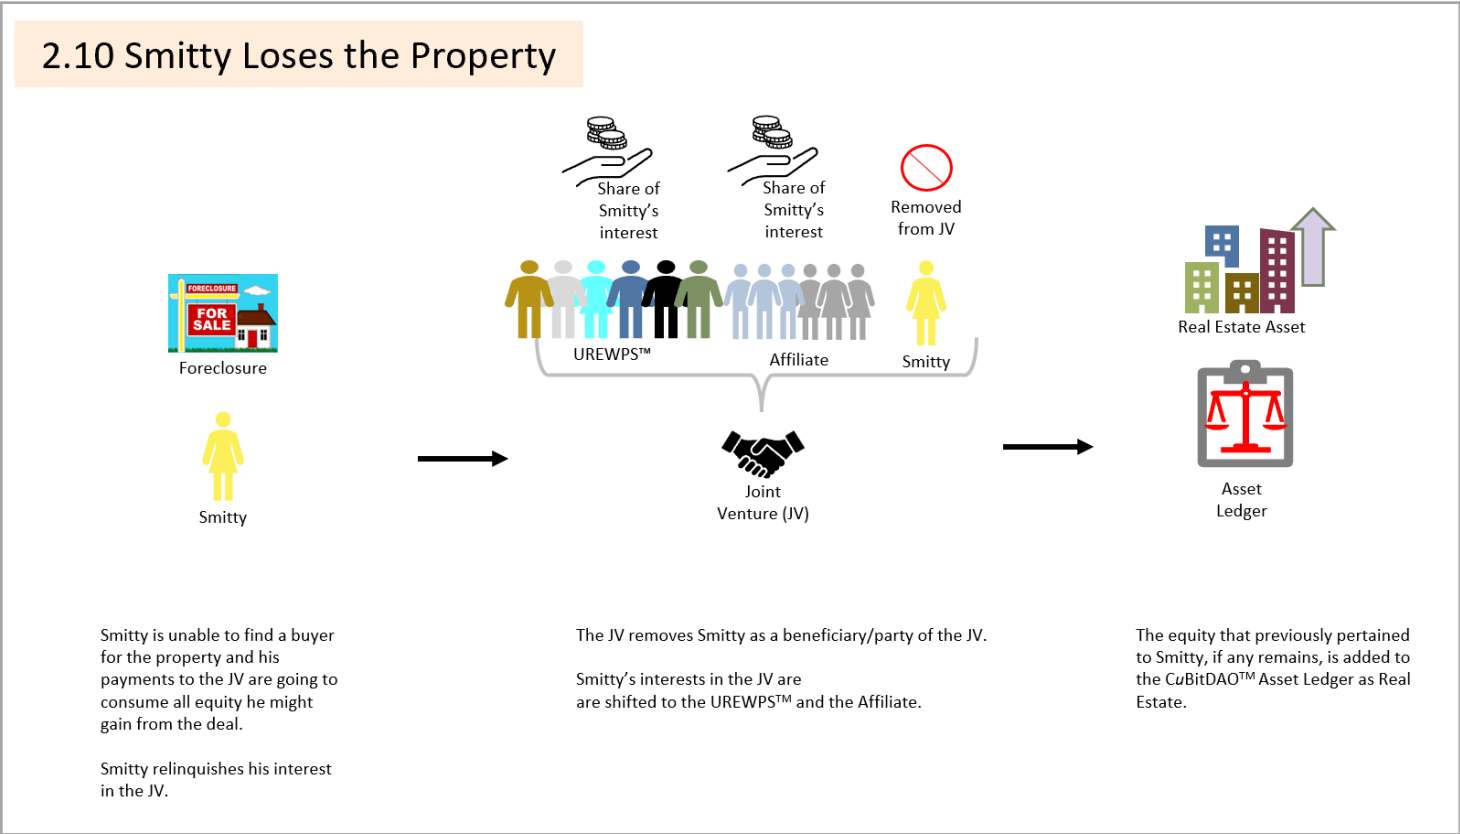 2.10 Smitty Loses the Property
FORECLOSURE
FOR
SALE
Foreclosure
Smitty
Share of
Smitty’s
interest
Share of
Smitty’s
interest
Removed
from JV
UREWPS™
Affiliate
Smitty
Joint
Venture (JV)
Real Estate Asset
Asset
Ledger
Smitty is unable to find a buyer
for the property and his
payments to the JV are going to
consume all equity he might
gain from the deal.
Smitty relinquishes his interest
in the JV.
The JV removes Smitty as a beneficiary/party of the JV.
Smitty’s interests in the JV are
are shifted to the UREWPS™ and the Affiliate.
The equity that previously pertained
to Smitty, if any remains, is added to
the CuBitDAO™ Asset Ledger as Real
Estate.